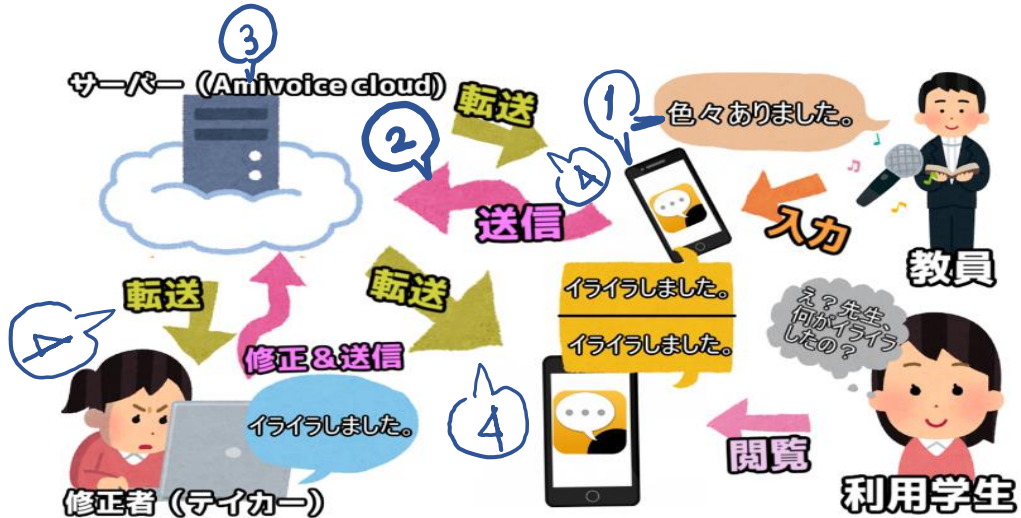 3
サーバー（Amivoice cloud）
転送
1
色々ありました。
2
4
送信
入力
教員
転送
転送
イライラしました。
イライラしました。
え？先生、
何がイライラ
したの？
4
修正＆送信
イライラしました。
4
閲覧
修正者（テイカー）
利用学生